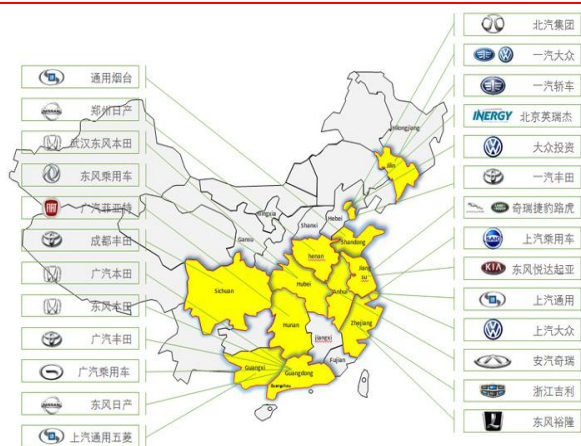 通用烟台
郑州日产
武汉东风本田
东风乘用车
广汽菲亚特
成都丰田
广汽本田
东风本田
广汽丰田
广汽乘用车
东风日产
上汽通用五菱
FIAT
Heilongjiang
Jilin
Hebei
Shanxi
Ningxia
Gansu
Shandong
henan
Jiang
su
Anhui
Hubei
Sichuan
Zhejiang
Hunan
jiangxi
Fujian
Guangxi
Guangdong
北汽集团
一汽大众
一汽轿车
INERGY
北京英瑞杰
大众投资
一汽丰田
奇瑞捷豹路虎
上汽乘用车
KIA
东风悦达起亚
上汽通用
上汽大众
安汽奇瑞
浙江吉利
东风裕隆